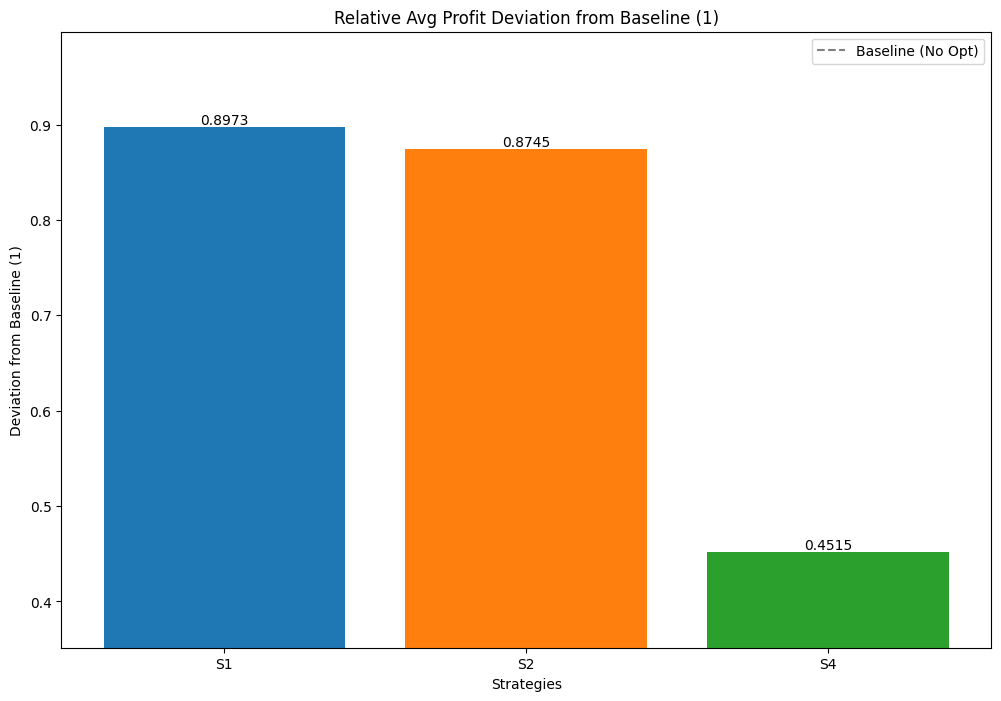 Relative Avg Profit Deviation from Baseline (1)
Baseline (No Opt)
Deviation from Baseline (1)
0.9
0.8
0.7
0.6
0.5
0.4
0.8973
0.8745
0.4515
S1
S2
S4
Strategies